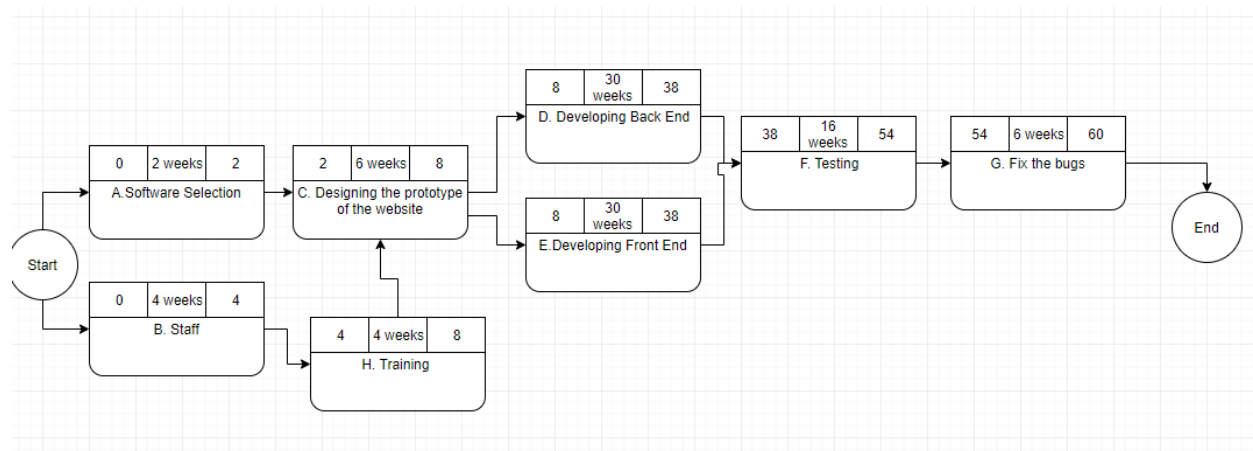 Start
0 2 weeks 2
A.Software Selection
0 4 weeks 4
B. Staff
4 4 weeks 8
H. Training
2 6 weeks 8
C. Designing the prototype
of the website
8 30 weeks 38
D. Developing Back End
8 30 weeks 38
E.Developing Front End
38 16 weeks 54
F. Testing
54 6 weeks 60
G. Fix the bugs
End